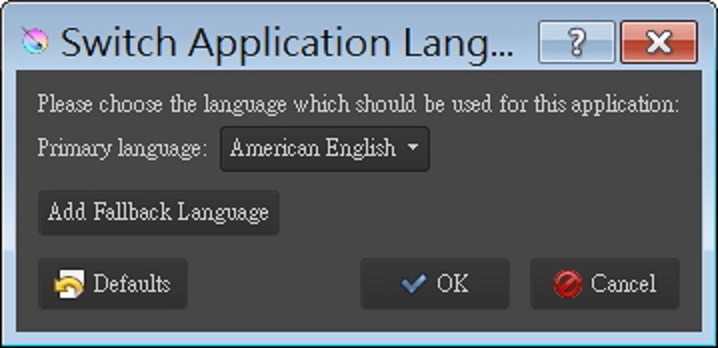 Switch Application Lang...
Please choose the language which should be used for this application:
Primary language: American English
Add Fallback Language
Defaults OK Cancel